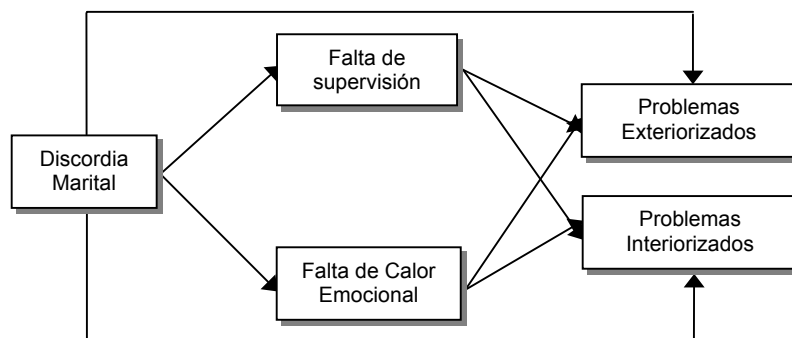 Falta de
supervisión
Problemas
Exteriorizados
Discordia
Marital
Problemas
Interiorizados
Falta de Calor
Emocional